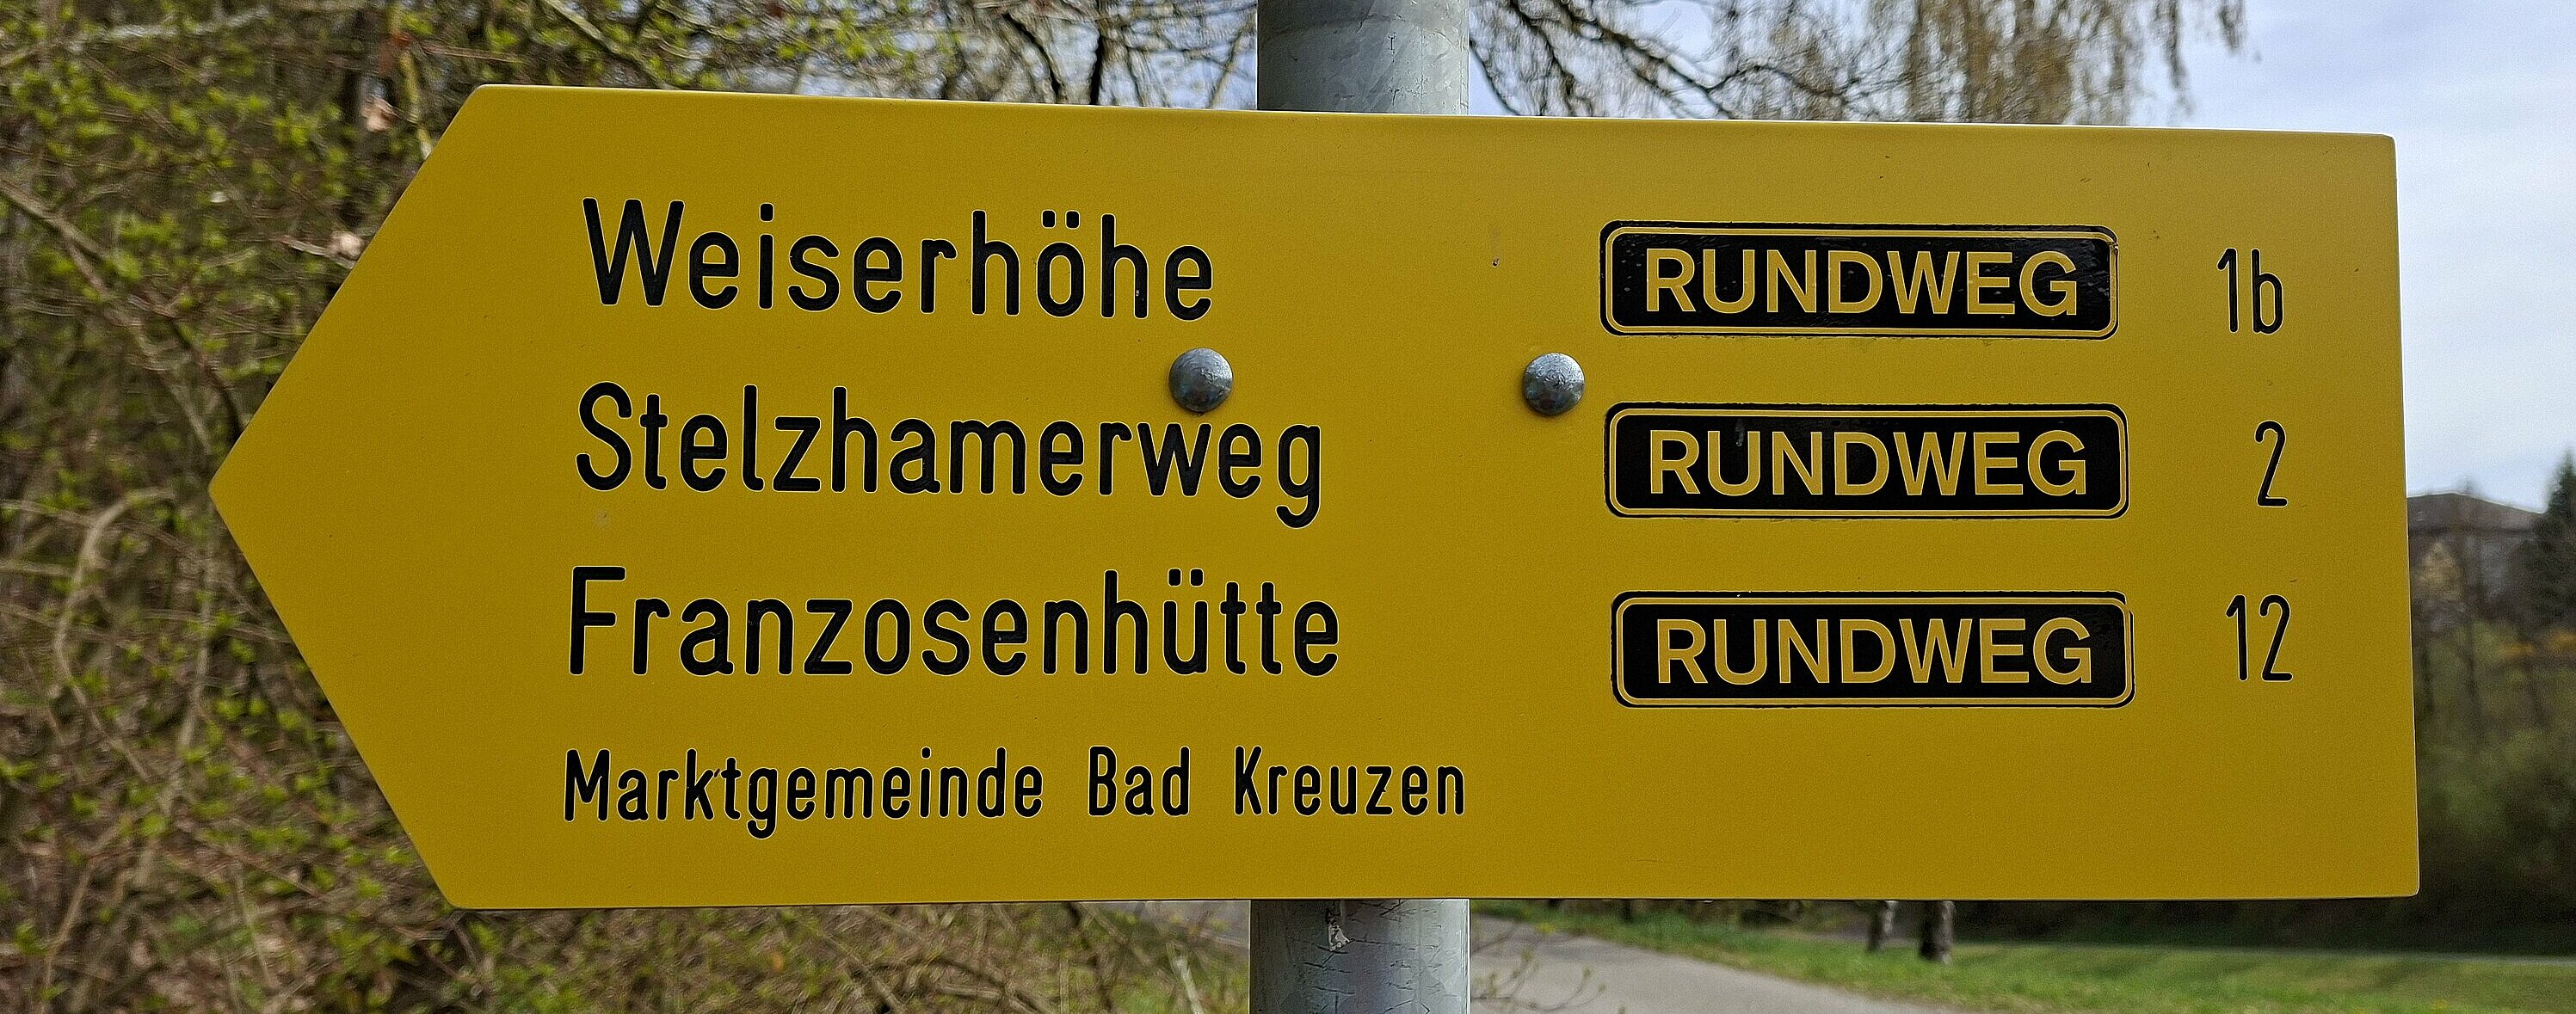 Weiserhöhe RUNDWEG 1b
Stelzhamerweg RUNDWEG 2
Franzosenhütte RUNDWEG 12
Marktgemeinde Bad Kreuzen